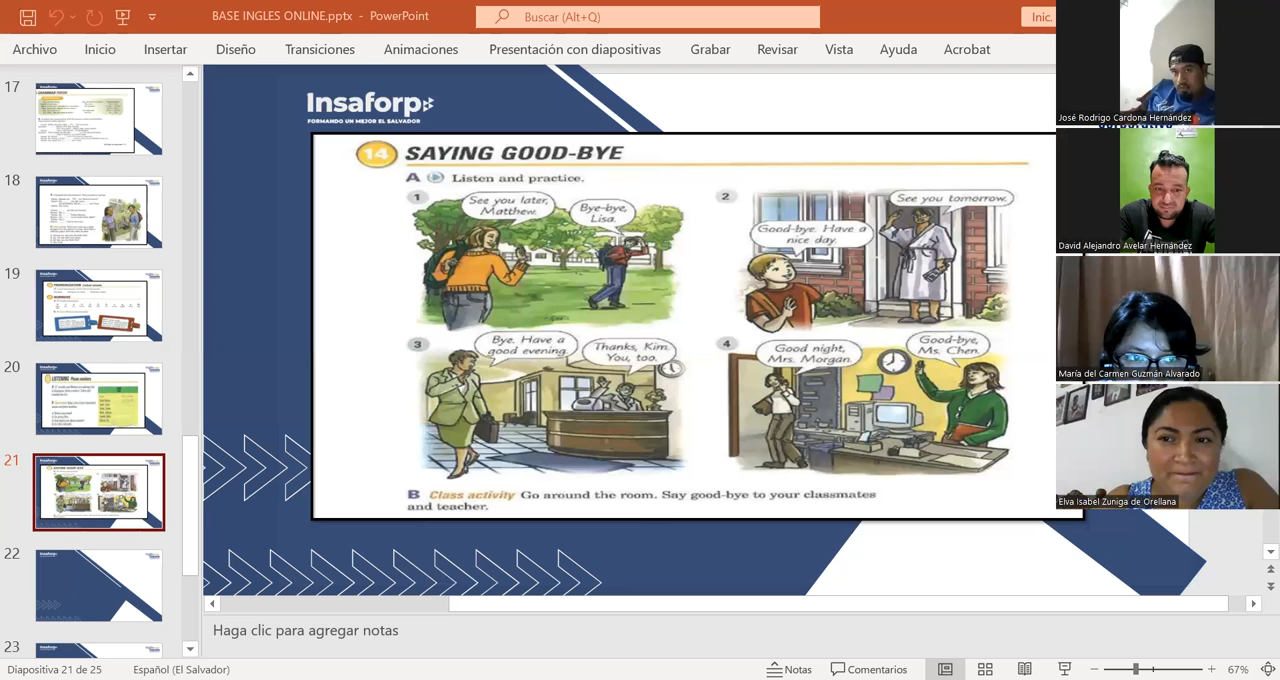 BASE INGLES ONLINE.pptx - PowerPoint
Buscar (Alt+Q)
Inic.
Archivo
Inicio
Insertar
Diseño
Transiciones
Animaciones
Presentación con diapositivas
Grabar
Revisar
Vista
Ayuda
Acrobat
17
18
19
20
21
22
23
Insaforp
FORMANDO UN MEJOR EL SALVADOR
14 SAYING GOOD-BYE
A Listen and practice.
1
See you later,
Matthew.
Bye-bye,
Lisa.
2
Good-bye. Have a
nice day.
See you tomorrow.
3
Bye. Have a
good evening.
Thanks, Kim.
You, too.
4
Good night,
Mrs. Morgan.
Good-bye,
Ms. Chen.
B Class activity Go around the room. Say good-bye to your classmates
and teacher.
José Rodrigo Cardona Hernández
David Alejandro Avelar Hernández
María del Carmen Guzmán Alvarado
Elva Isabel Zuniga de Orellana
Haga clic para agregar notas
Diapositiva 21 de 25
Español (El Salvador)
Notas
Comentarios
67%